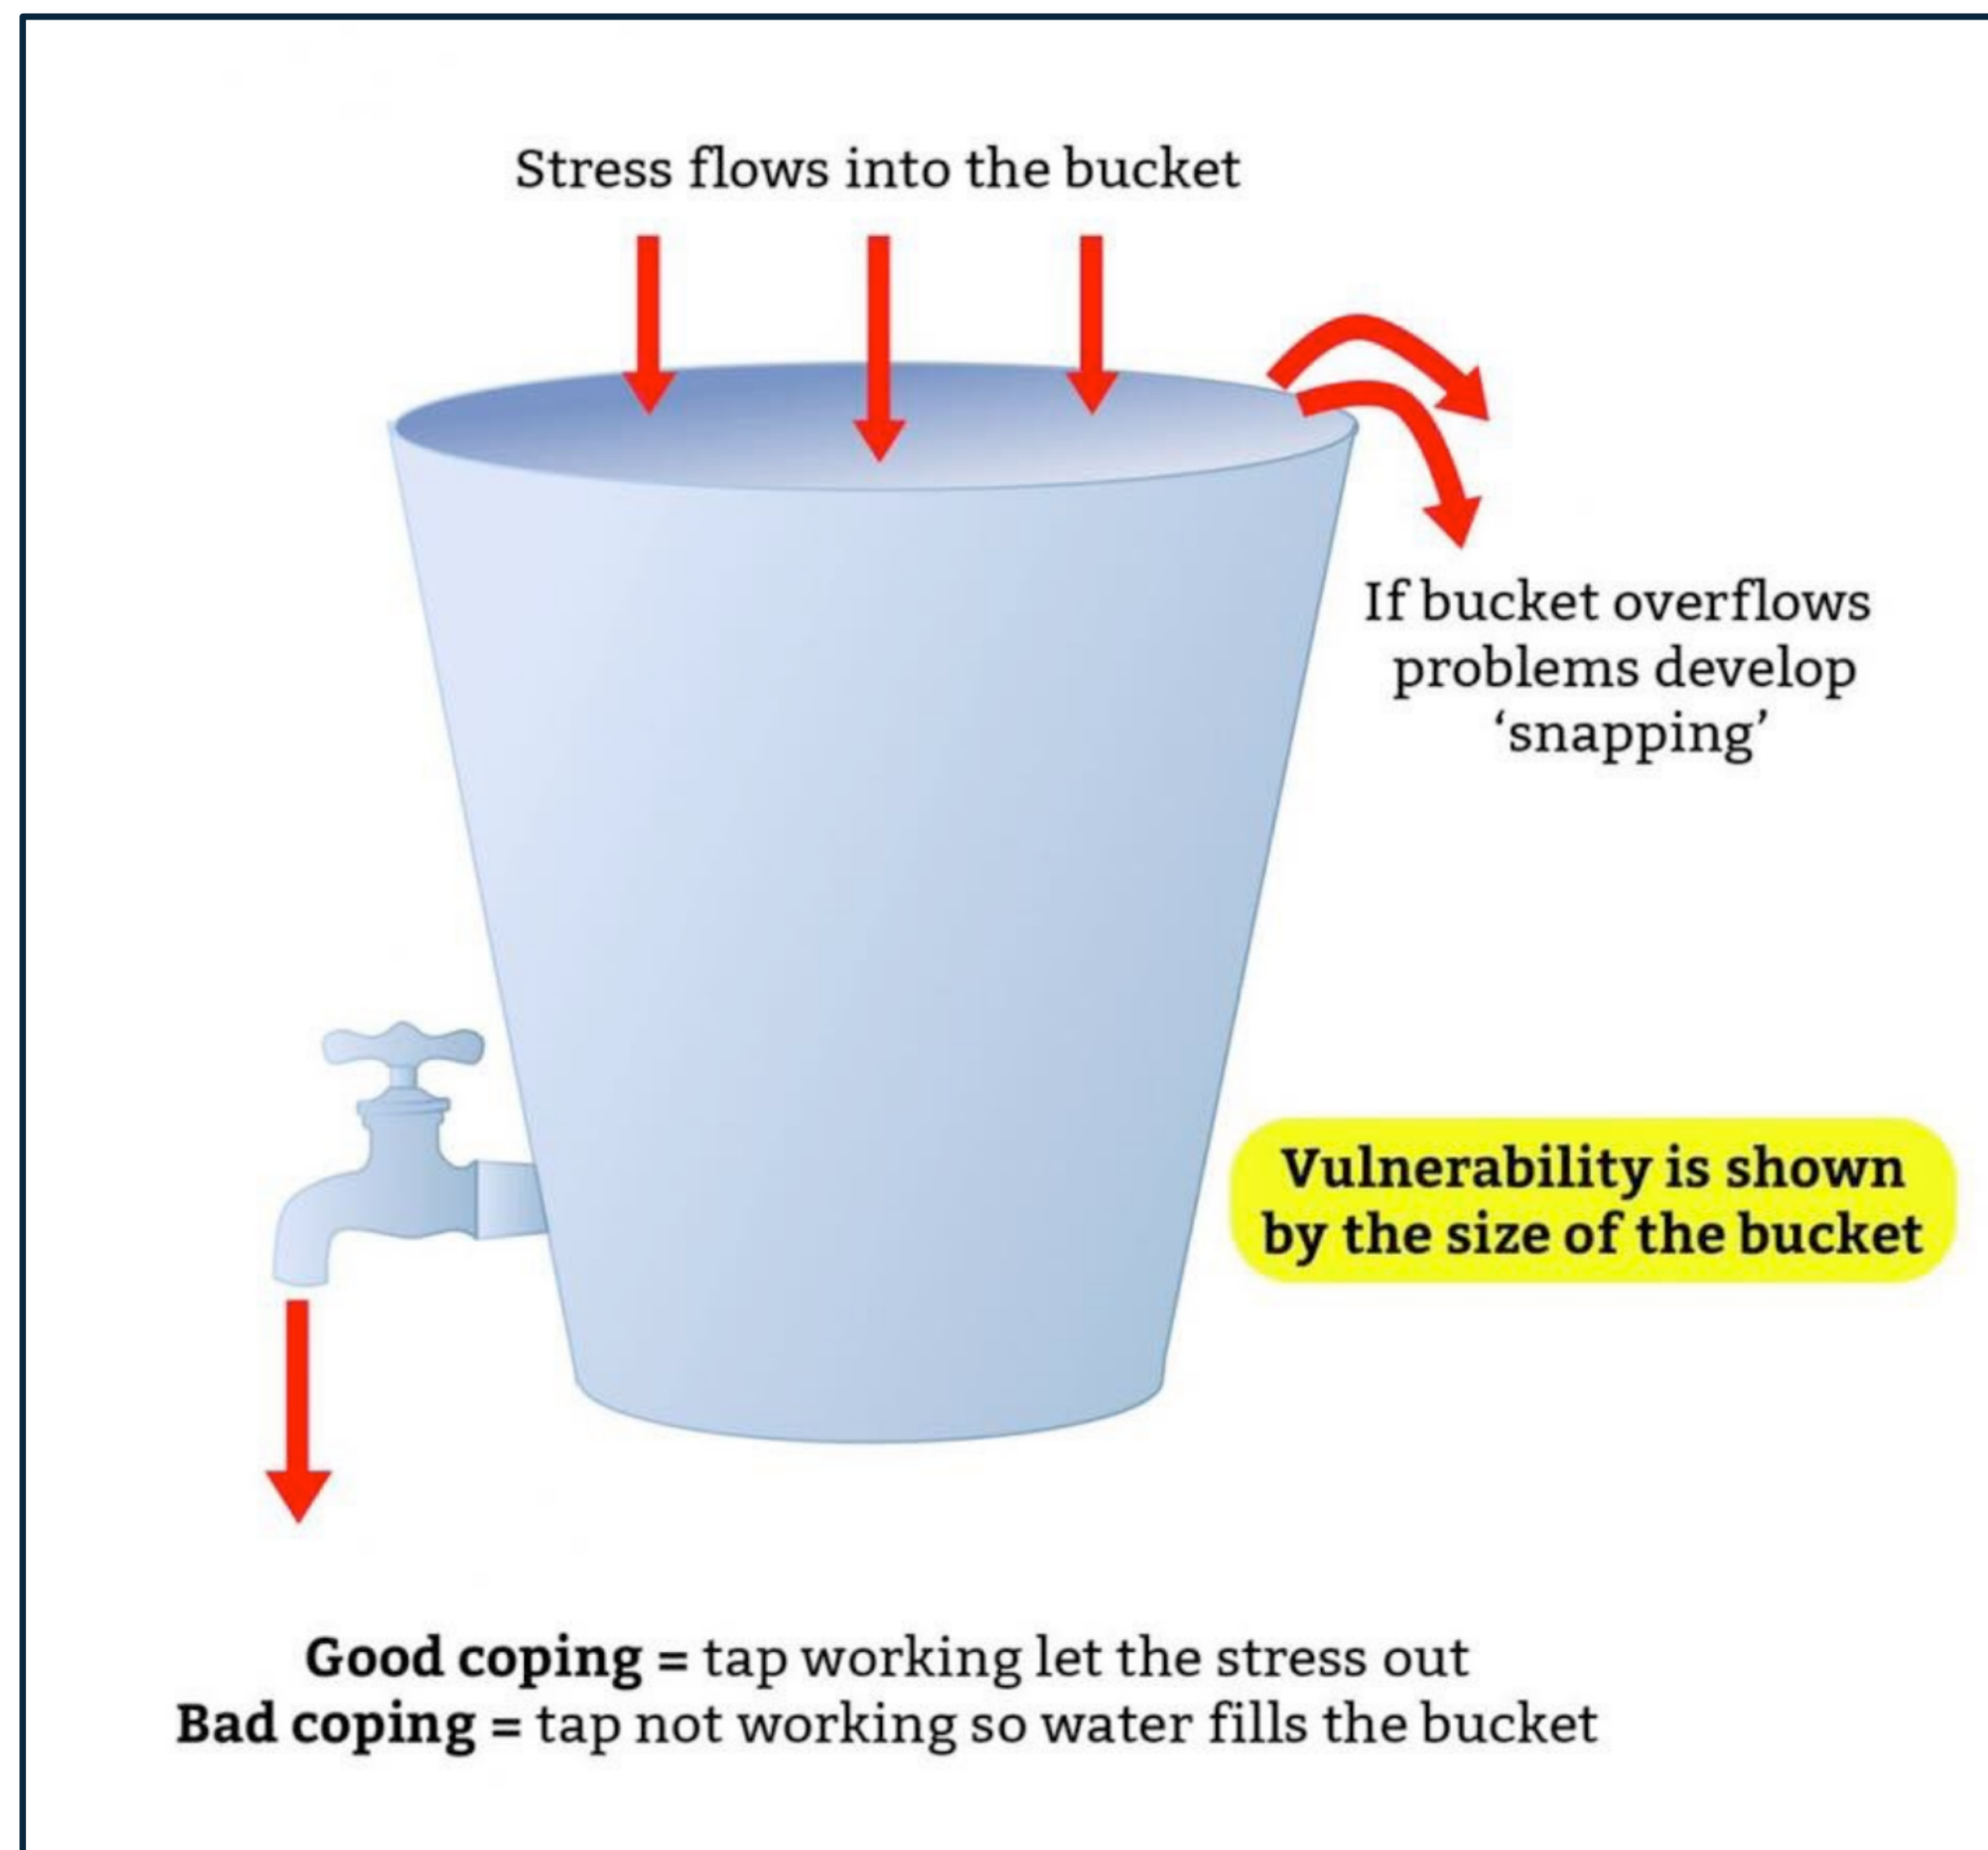 Stress flows into the bucket
If bucket overflows
problems develop
‘snapping’
Vulnerability is shown
by the size of the bucket
Good coping = tap working let the stress out
Bad coping = tap not working so water fills the bucket